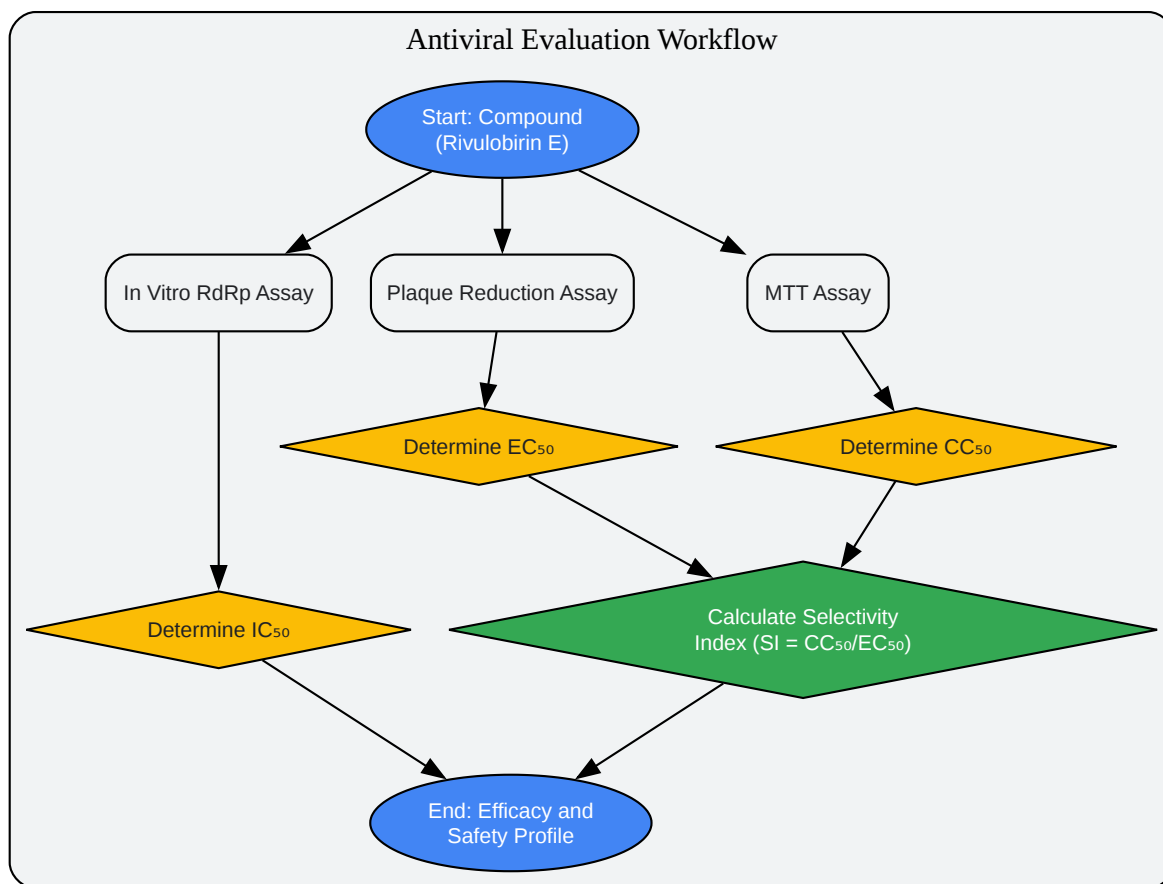 Antiviral Evaluation Workflow
Start: Compound
(Rivulobirin E)
In Vitro RdRp Assay
Plaque Reduction Assay
MTT Assay
Determine EC₅₀
Determine CC₅₀
Determine IC₅₀
Calculate Selectivity
Index (SI = CC₅₀/EC₅₀)
End: Efficacy and
Safety Profile